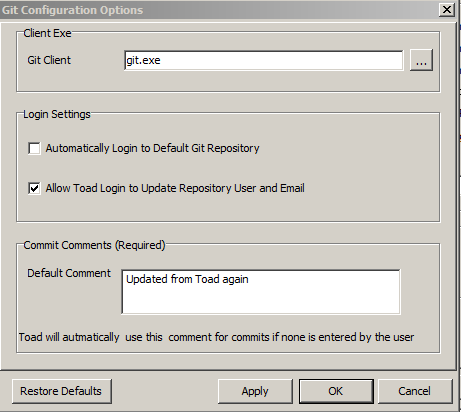 Git Configuration Options
Client Exe
Git Client
git.exe
...
Login Settings
Automatically Login to Default Git Repository
Allow Toad Login to Update Repository User and Email
Commit Comments (Required)
Default Comment
Updated from Toad again
Toad will autmatically use this comment for commits if none is entered by the user
Restore Defaults
Apply
OK
Cancel